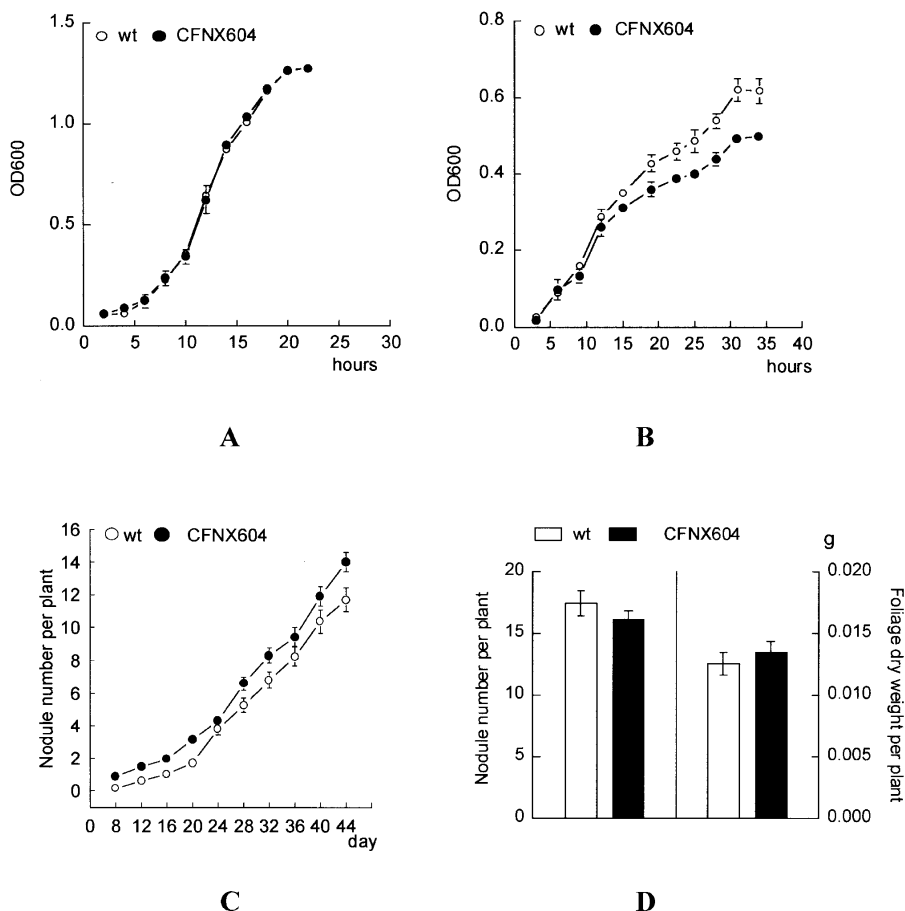 wt CFNX604
1.5
1.0
0.5
0.0
OD600
0 5 10 15 20 25 30
hours
A
wt CFNX604
0.8
0.6
0.4
0.2
0.0
OD600
0 5 10 15 20 25 30 35 40
hours
B
wt CFNX604
16
14
12
10
8
6
4
2
0
Nodule number per plant
0 8 12 16 20 24 28 32 36 40 44
day
C
wt CFNX604
g
20
15
10
5
0
Nodule number per plant
0.020
0.015
0.010
0.005
0.000
Foliage dry weight per plant
D